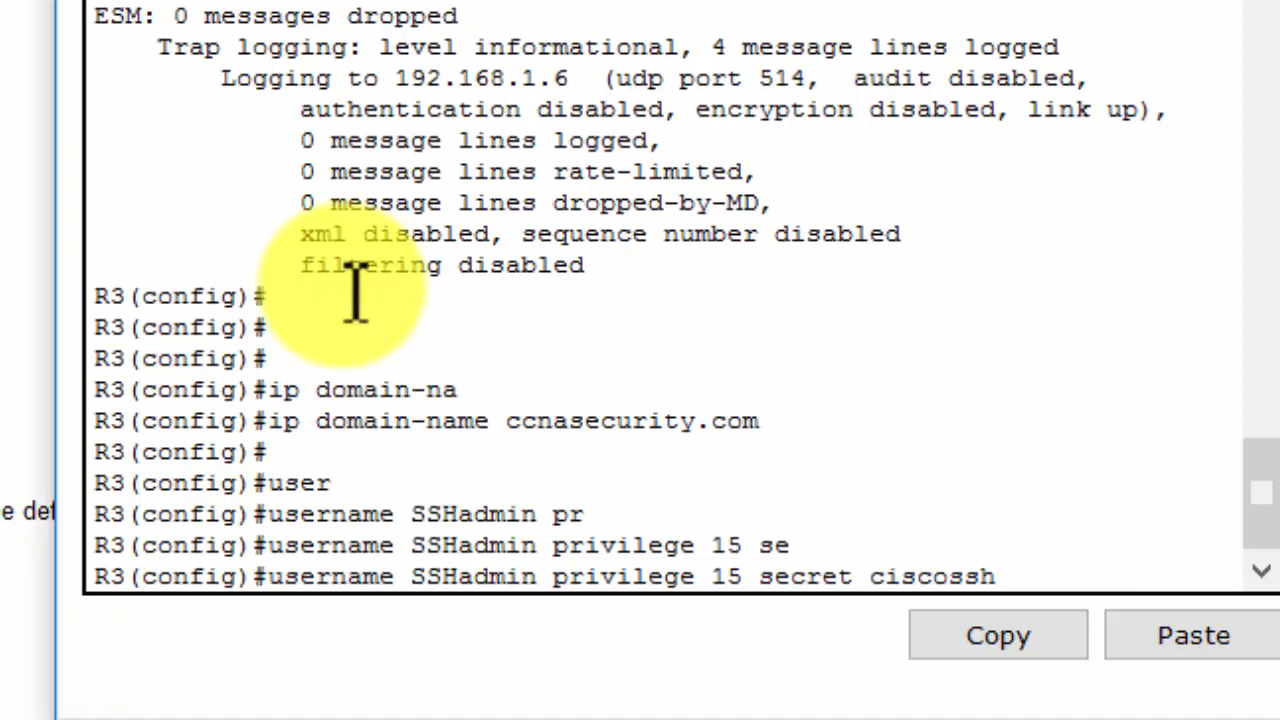 ESM: 0 messages dropped
Trap logging: level informational, 4 message lines logged
Logging to 192.168.1.6 (udp port 514, audit disabled,
authentication disabled, encryption disabled, link up),
0 message lines logged,
0 message lines rate-limited,
0 message lines dropped-by-MD,
xml disabled, sequence number disabled
filtering disabled
R3(config)#
R3(config)#
R3(config)#
R3(config)#ip domain-na
R3(config)#ip domain-name ccnasecurity.com
R3(config)#
R3(config)#user
e def
R3(config)#username SSHadmin pr
R3(config)#username SSHadmin privilege 15 se
R3(config)#username SSHadmin privilege 15 secret ciscossh
Copy
Paste